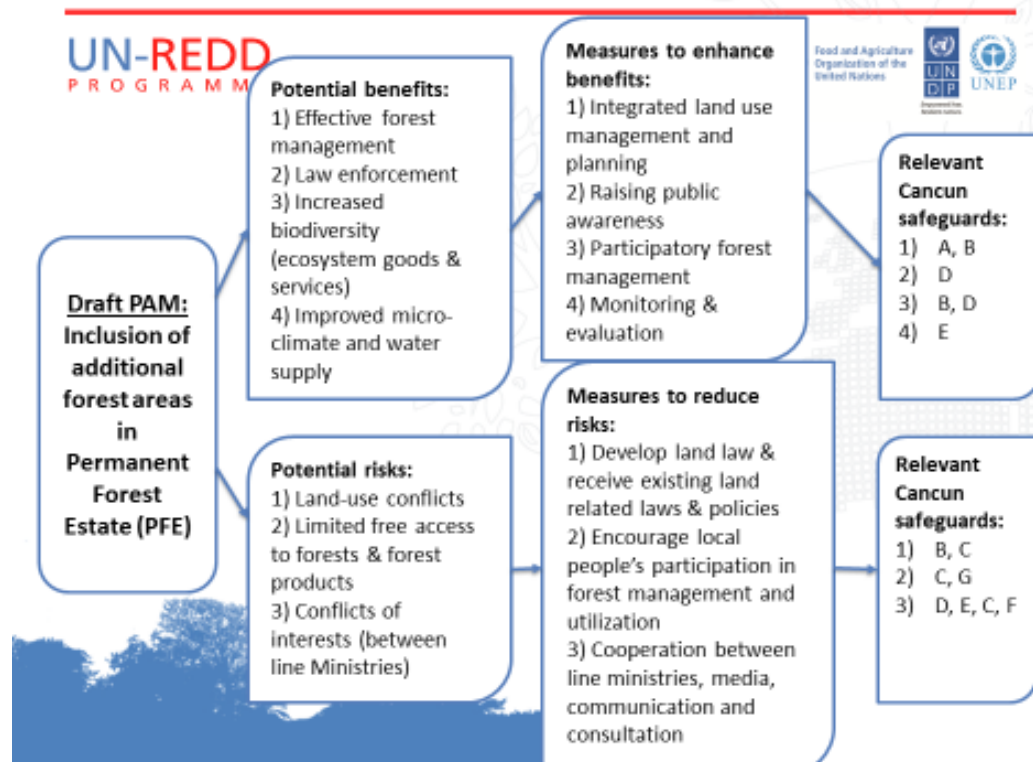 UN-REDD
PROGRAMM
Food and Agriculture
Organization of the
United Nations
UN
DP
UNEP
Draft PAM:
Inclusion of
additional
forest areas
in
Permanent
Forest
Estate (PFE)
Potential benefits:
1) Effective forest
management
2) Law enforcement
3) Increased
biodiversity
(ecosystem goods &
services)
4) Improved micro-
climate and water
supply
Measures to enhance
benefits:
1) Integrated land use
management and
planning
2) Raising public
awareness
3) Participatory forest
management
4) Monitoring &
evaluation
Relevant
Cancun
safeguards:
1) A, B
2) D
3) B, D
4) E
Potential risks:
1) Land-use conflicts
2) Limited free access
to forests & forest
products
3) Conflicts of
interests (between
line Ministries)
Measures to reduce
risks:
1) Develop land law &
receive existing land
related laws & policies
2) Encourage local
people's participation in
forest management and
utilization
3) Cooperation between
line ministries, media,
communication and
consultation
Relevant
Cancun
safeguards:
1) B, C
2) C, G
3) D, E, C, F